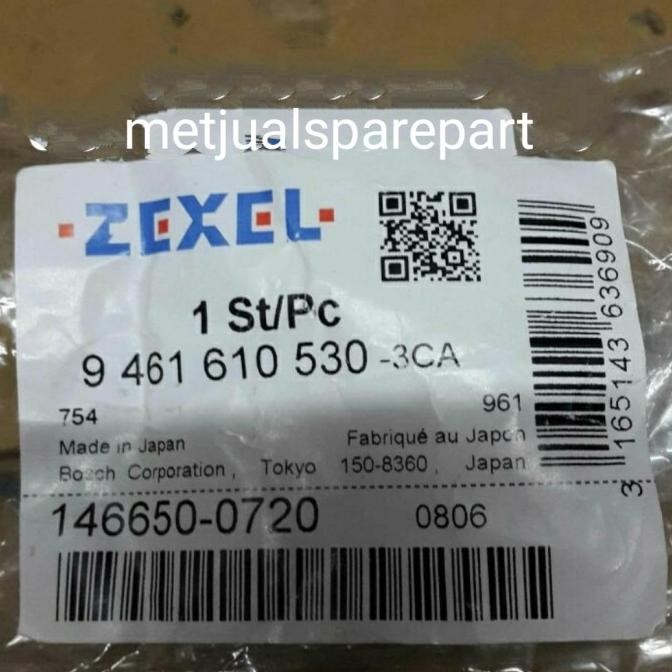 metjualsparepart
ZEXEL
1 St/Pc
9 461 610 530 -3CA
754
961
Made in Japan
Fabriqué au Japon
Bosch Corporation, Tokyo 150-8360, Japan
146650-0720
0806
3 165143 636909